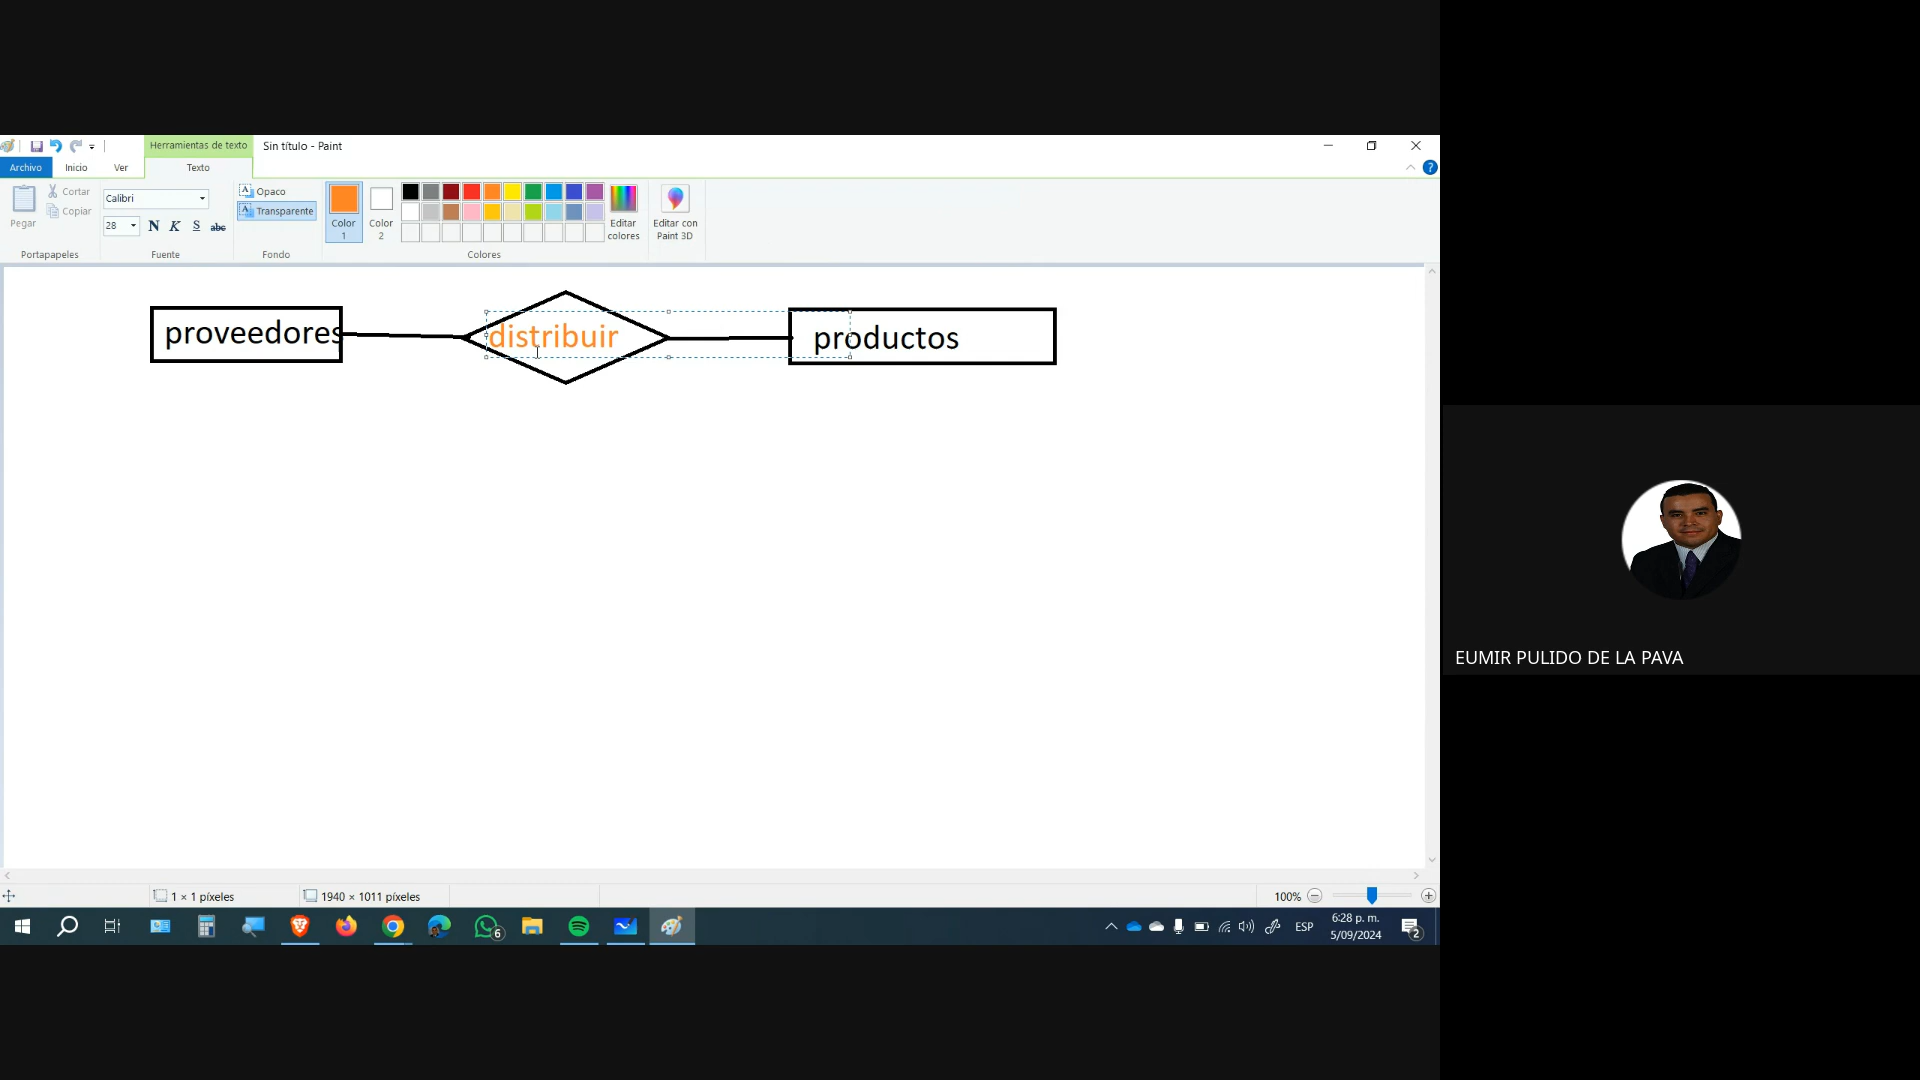 Herramientas de texto
Sin título - Paint
Archivo
Inicio
Ver
Texto
Pegar
Cortar
Copiar
Portapapeles
Calibri
28
N K S abc
Fuente
Opaco
Transparente
Fondo
Color
1
Color
2
Editar
colores
Colores
Editar con
Paint 3D
proveedores
distribuir
productos
EUMIR PULIDO DE LA PAVA
1 × 1 píxeles
1940 × 1011 píxeles
100%
6
ESP
6:28 p. m.
5/09/2024
2